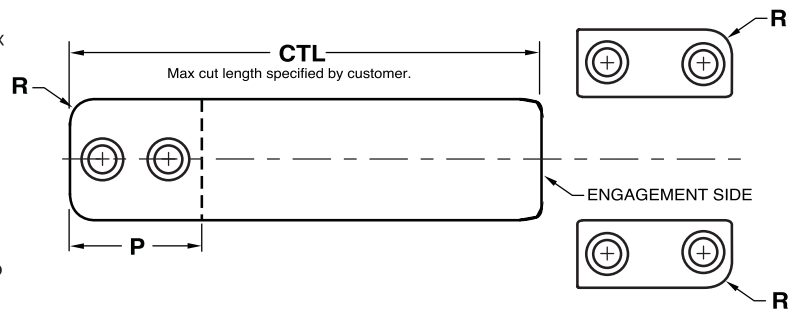 R
X
CTL
Max cut length specified by customer.
R
ENGAGEMENT SIDE
P
R